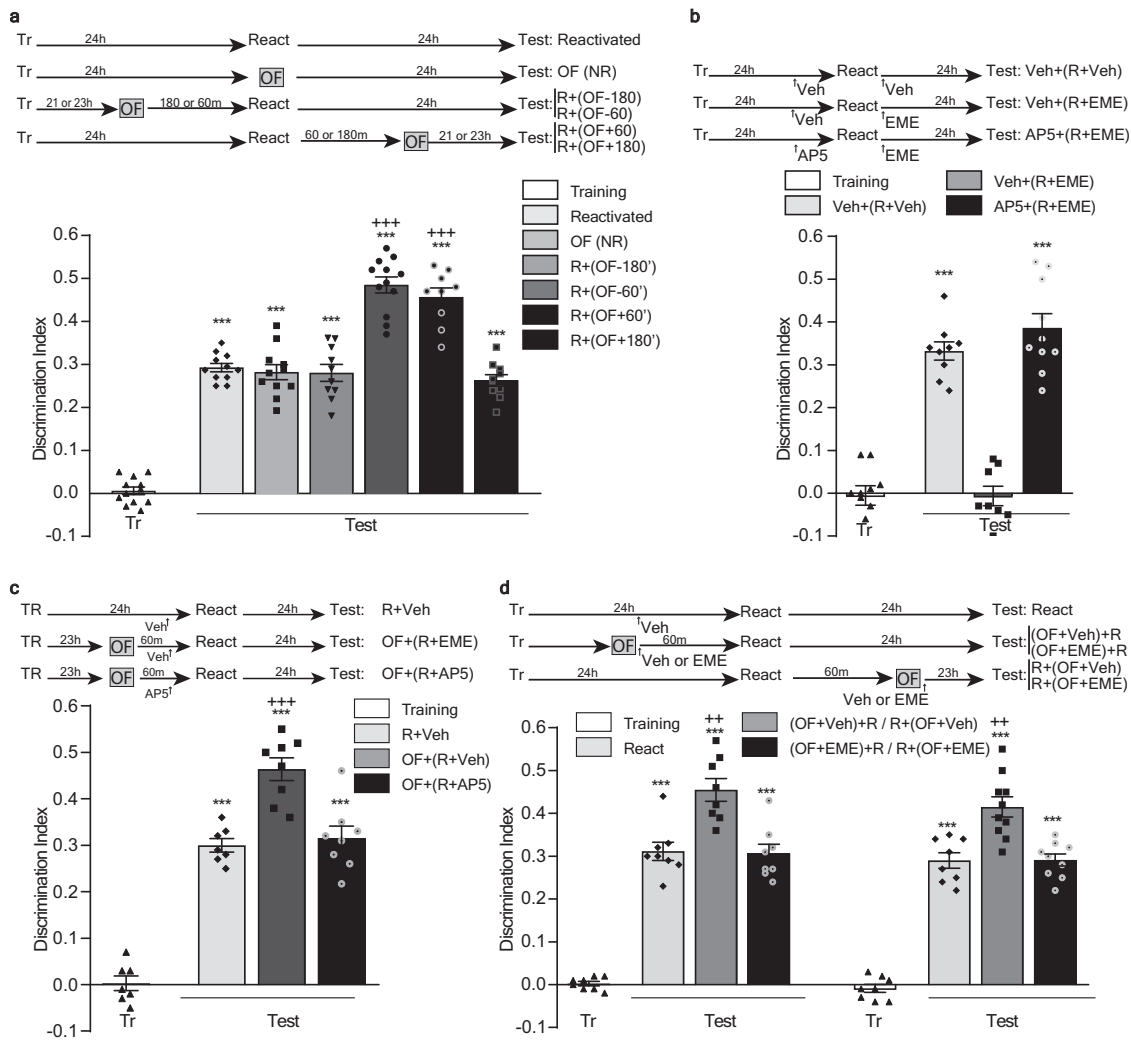 a
Tr 24h React 24h Test: Reactivated
Tr 24h OF 24h Test: OF (NR)
Tr 21 or 23h OF 180 or 60m React 24h Test: R+(OF-180)
R+(OF-60)
Tr 24h React 60 or 180m OF 21 or 23h Test: R+(OF+60)
R+(OF+180)
Training
Reactivated
OF (NR)
R+(OF-180')
R+(OF-60')
R+(OF+60')
R+(OF+180')
Discrimination Index
0.6
0.5
0.4
0.3
0.2
0.1
0.0
-0.1
***
***
***
+++
***
+++
***
***
Tr
Test
b
Tr 24h React 24h Test: Veh+(R+Veh)
↑Veh ↑Veh
Tr 24h React 24h Test: Veh+(R+EME)
↑Veh ↑EME
Tr 24h React 24h Test: AP5+(R+EME)
↑AP5 ↑EME
Training
Veh+(R+Veh)
Veh+(R+EME)
AP5+(R+EME)
Discrimination Index
0.6
0.5
0.4
0.3
0.2
0.1
0.0
-0.1
***
***
Tr
Test
c
TR 24h React 24h Test: R+Veh
Veh↑
TR 23h OF 60m React 24h Test: OF+(R+EME)
Veh↑
TR 23h OF 60m React 24h Test: OF+(R+AP5)
AP5↑
Training
R+Veh
OF+(R+Veh)
OF+(R+AP5)
Discrimination Index
0.6
0.5
0.4
0.3
0.2
0.1
0.0
-0.1
***
+++
***
***
Tr
Test
d
Tr 24h React 24h Test: React
↑Veh
Tr OF 60m React 24h Test: (OF+Veh)+R
↑Veh or EME (OF+EME)+R
Tr 24h React 60m OF 23h Test: R+(OF+Veh)
Veh or EME↑ R+(OF+EME)
Training
React
(OF+Veh)+R / R+(OF+Veh)
(OF+EME)+R / R+(OF+EME)
Discrimination Index
0.6
0.5
0.4
0.3
0.2
0.1
0.0
-0.1
***
++
***
***
***
++
***
***
Tr
Test
Tr
Test